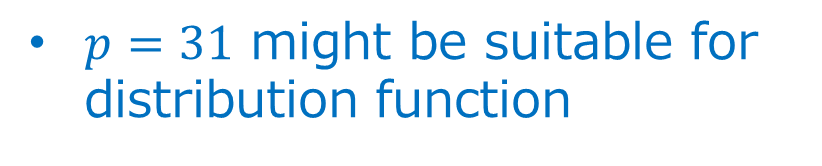 • p = 31 might be suitable for
distribution function